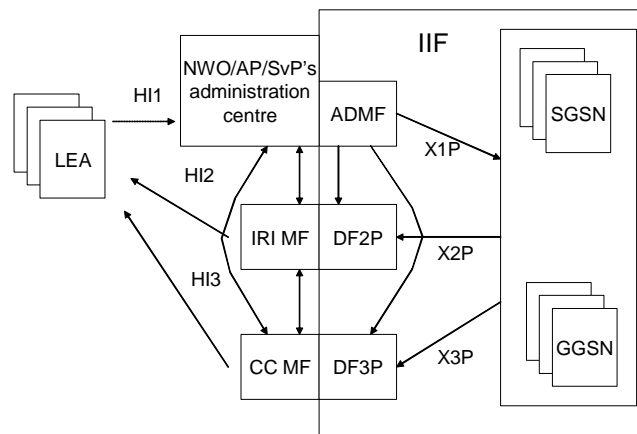 IIF
NWO/AP/SvP's
administration
centre
ADMF
HI1
LEA
SGSN
X1P
HI2
IRI MF
DF2P
X2P
HI3
GGSN
X3P
CC MF
DF3P